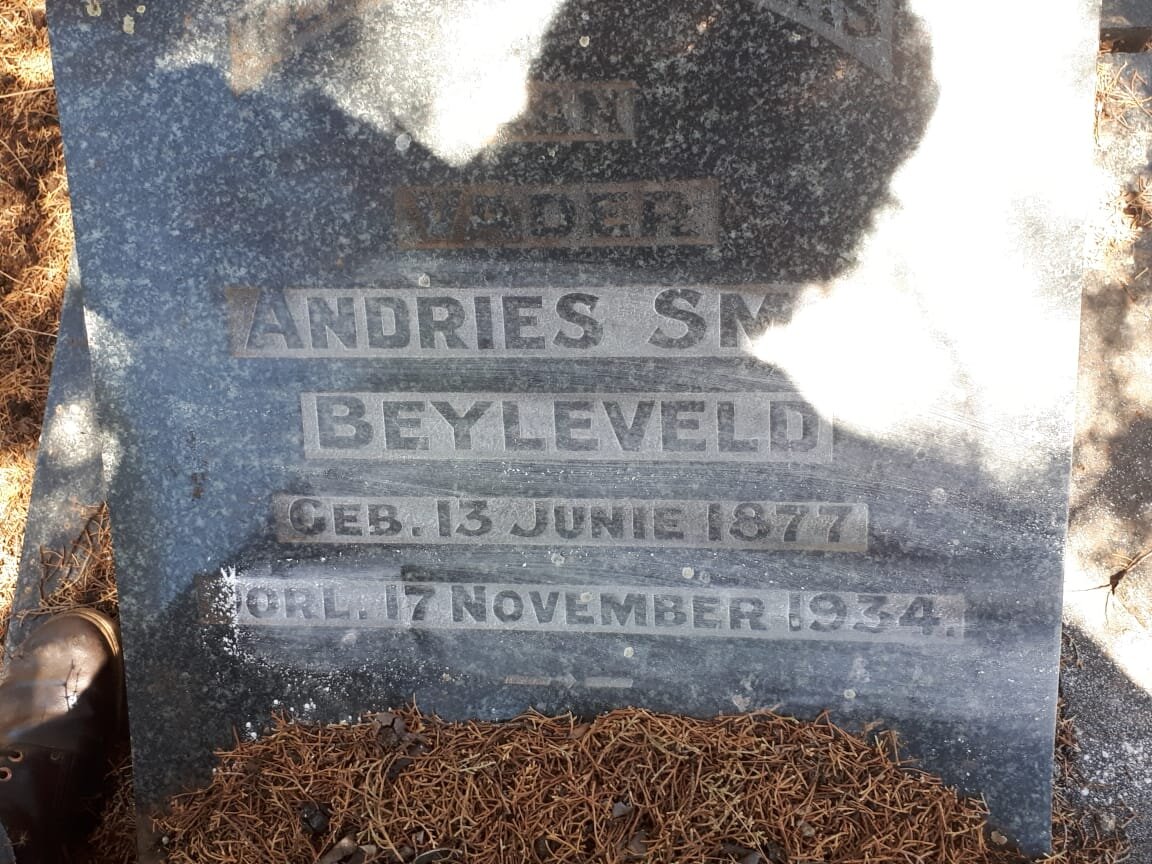 VADER
ANDRIES
BEYLEVELD
GEB. 13 JUNIE 1877
OORL. 17 NOVEMBER 1934.